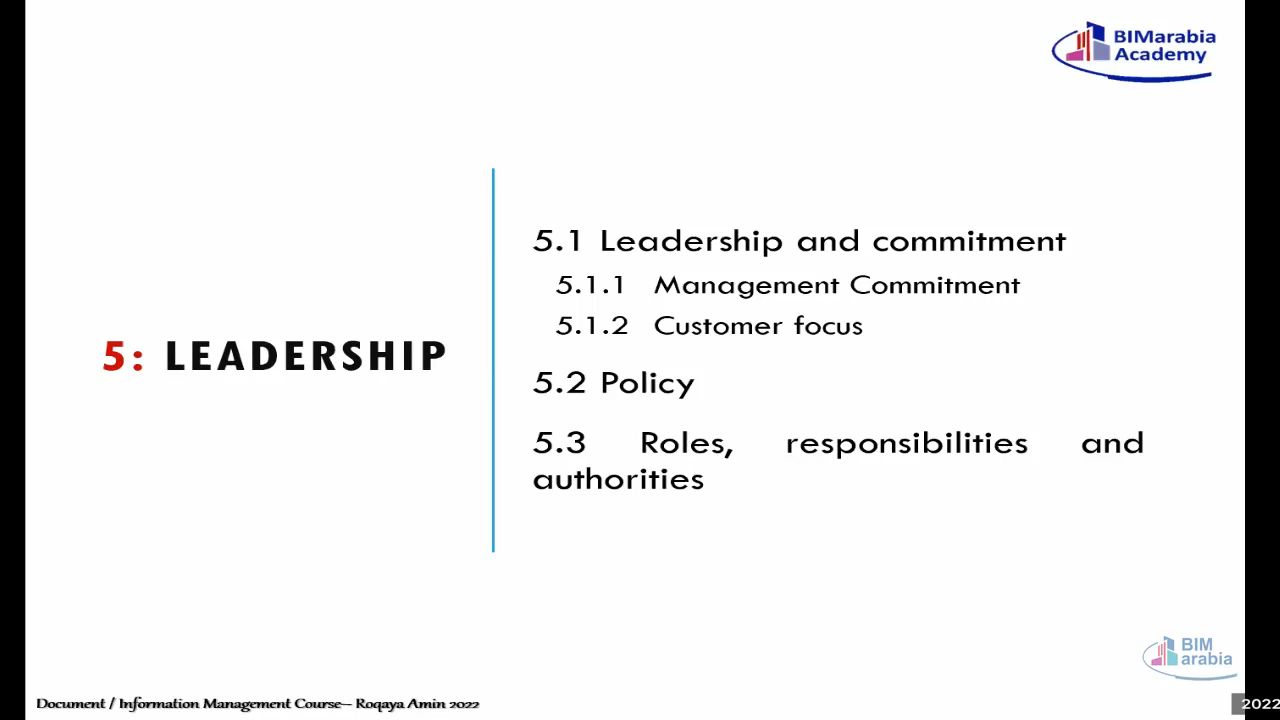 BIMarabia
Academy
5: LEADERSHIP
5.1 Leadership and commitment
5.1.1 Management Commitment
5.1.2 Customer focus
5.2 Policy
5.3 Roles, responsibilities and
authorities
BIM
arabia
Document / Information Management Course-- Roqaya Amin 2022
2022